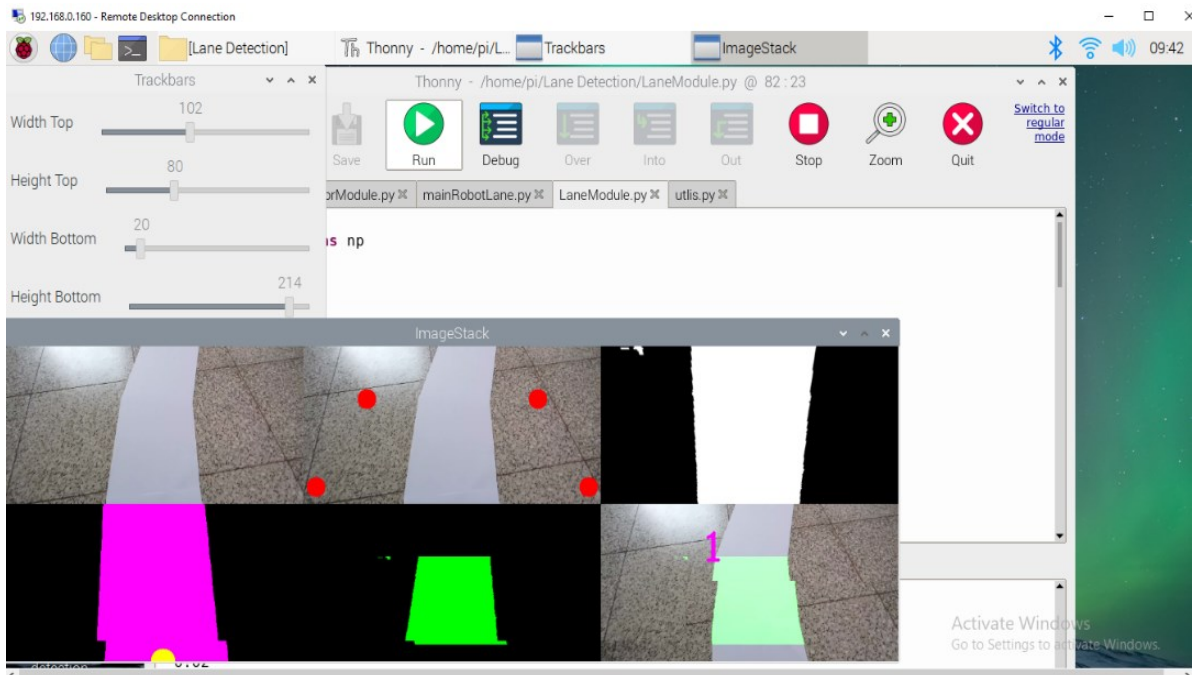 192.168.0.160 - Remote Desktop Connection
[Lane Detection]
Thonny - /home/pi/L...
Trackbars
ImageStack
09:42
Trackbars
Width Top
102
Height Top
80
Width Bottom
20
Height Bottom
214
Thonny - /home/pi/Lane Detection/LaneModule.py @ 82 : 23
Save
Run
Debug
Over
Into
Out
Stop
Zoom
Quit
Switch to
regular
mode
orModule.py
mainRobotLane.py
LaneModule.py
utlis.py
as np
ImageStack
1
Activate Windows
Go to Settings to activate Windows.